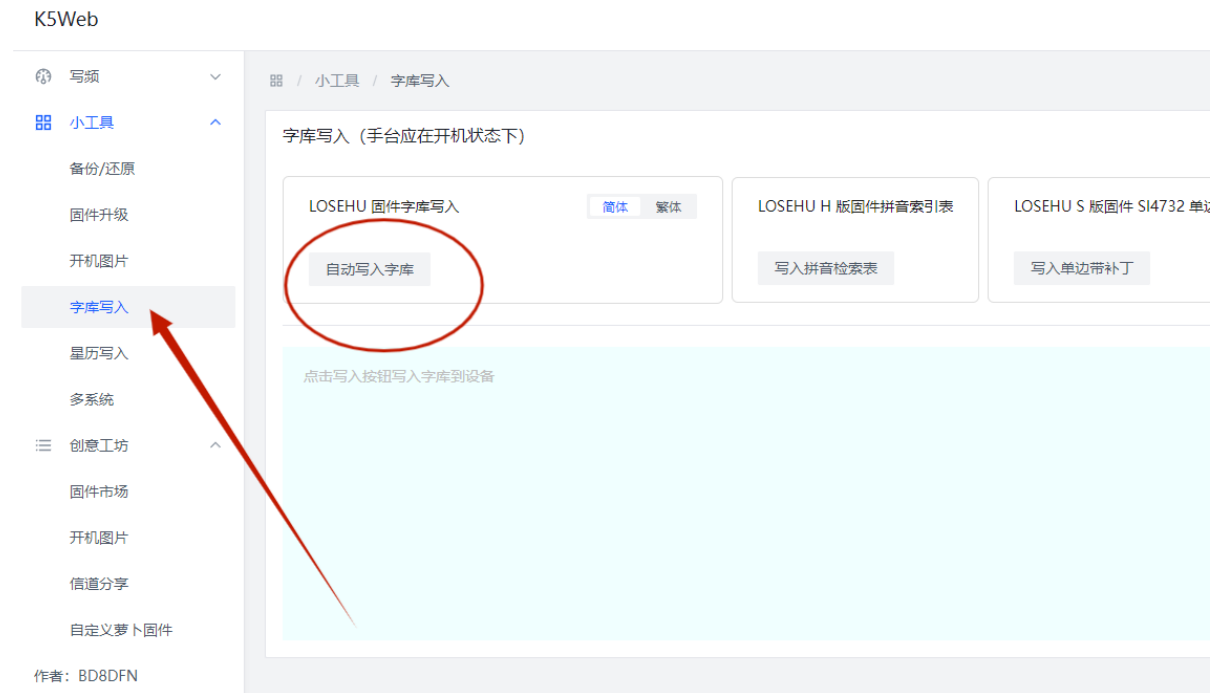 K5Web
写频
小工具
备份/还原
固件升级
开机图片
字库写入
星历写入
多系统
创意工坊
固件市场
开机图片
信道分享
自定义萝卜固件
作者：BD8DFN
/ 小工具 / 字库写入
字库写入（手台应在开机状态下）
LOSEHU 固件字库写入
简体 繁体
自动写入字库
LOSEHU H 版固件拼音索引表
写入拼音检索表
LOSEHU S 版固件 SI4732 单
写入单边带补丁
点击写入按钮写入字库到设备